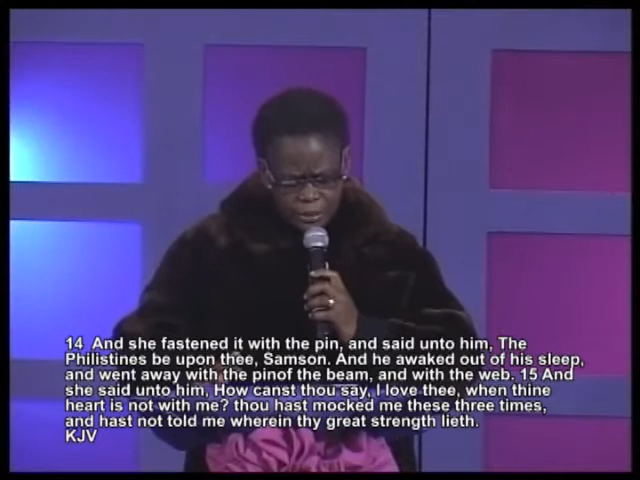 14 And she fastened it with the pin, and said unto him, The
Philistines be upon thee, Samson. And he awaked out of his sleep,
and went away with the pinof the beam, and with the web. 15 And
she said unto him, How canst thou say, I love thee, when thine
heart is not with me? thou hast mocked me these three times,
and hast not told me wherein thy great strength lieth.
KJV